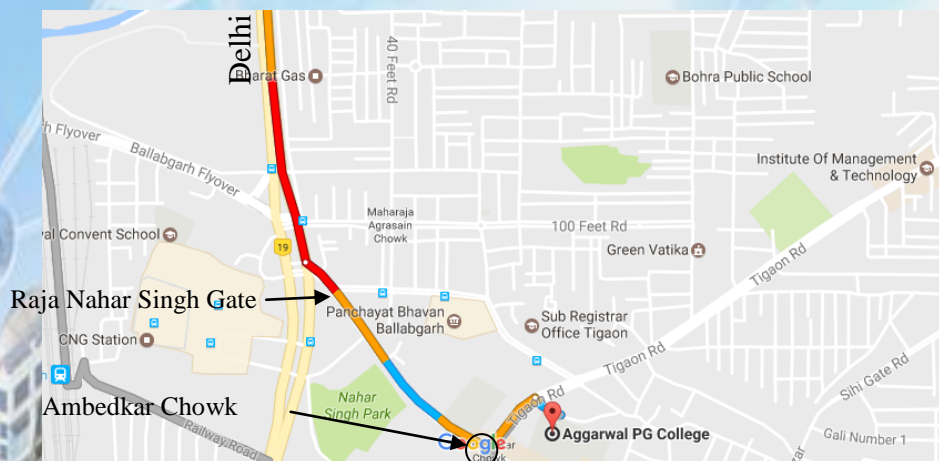 Delhi
Bharat Gas
40 Feet Rd
Bohra Public School
h Flyover
Ballabgarh Flyover
Institute Of Management
& Technology
Maharaja
Agrasain
Chowk
100 Feet Rd
al Convent School
19
Green Vatika
Tigaon Rd
Raja Nahar Singh Gate
Panchayat Bhavan
Ballabgarh
Sub Registrar
Office Tigaon
CNG Station
Tigaon Rd
Sihi Gate Rd
Nahar
Singh Park
Ambedkar Chowk
Tigaon Rd
Aggarwal PG College
Gali Number 1
Railway Road
Google
Chowk